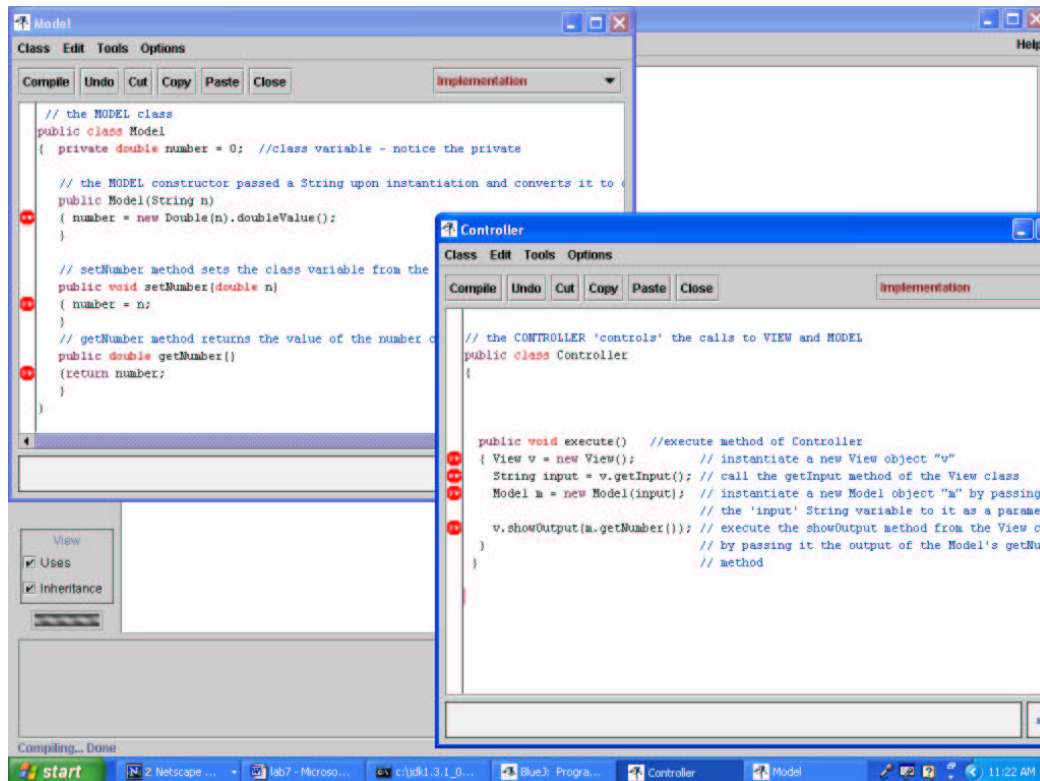 Model
Class Edit Tools Options
Compile Undo Cut Copy Paste Close Implementation
// the MODEL class
public class Model
{ private double number = 0; //class variable - notice the private
// the MODEL constructor passed a String upon instantiation and converts it to
public Model(String n)
{ number = new Double(n).doubleValue();
}
// setNumber method sets the class variable from the
public void setNumber(double n)
{ number = n;
}
// getNumber method returns the value of the number
public double getNumber()
{return number;
}
}
Help
Controller
Class Edit Tools Options
Compile Undo Cut Copy Paste Close Implementation
// the CONTROLLER 'controls' the calls to VIEW and MODEL
public class Controller
{
public void execute() //execute method of Controller
{ View v = new View(); // instantiate a new View object "v"
String input = v.getInput(); // call the getInput method of the View class
Model m = new Model(input); // instantiate a new Model object "m" by passing
// the 'input' String variable to it as a parame
v.showOutput(m.getNumber()); // execute the showOutput method from the View c
} // by passing it the output of the Model's getNu
} // method
View
Uses
Inheritance
Compiling... Done
start 2 Netscape ... lab7 - Microso... c:\jdk1.3.1_0... BlueJ: Progra... Controller Model 11:22 AM